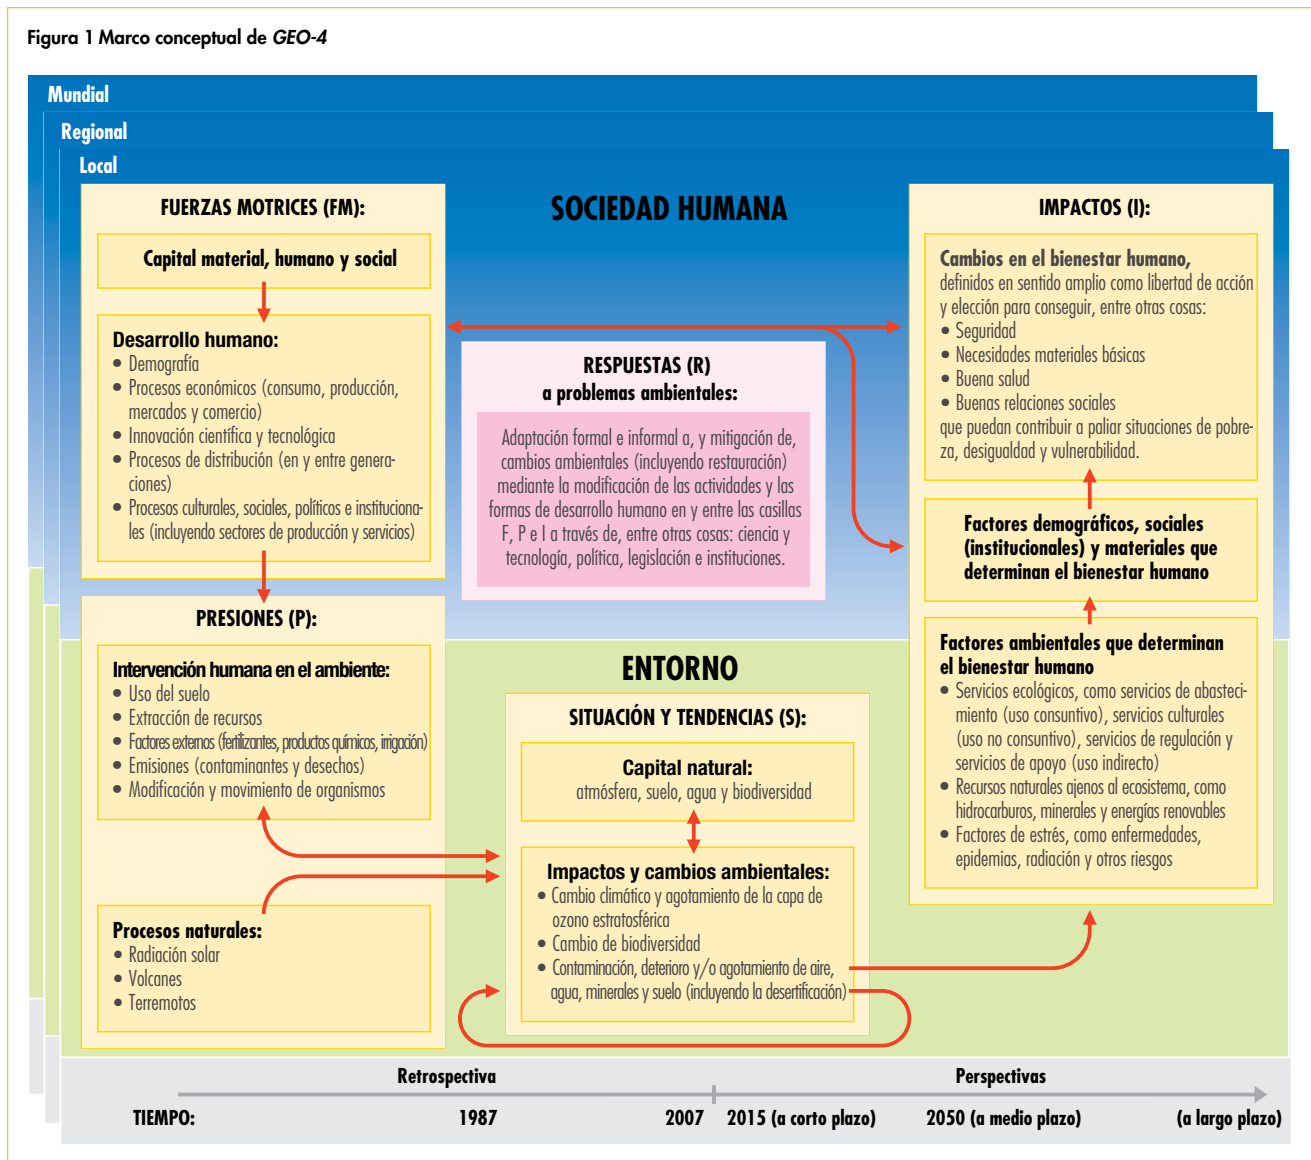 Figura 1 Marco conceptual de GEO-4
Mundial
Regional
Local
SOCIEDAD HUMANA
FUERZAS MOTRICES (FM):
Capital material, humano y social
Desarrollo humano:
• Demografía
• Procesos económicos (consumo, producción,
mercados y comercio)
• Innovación científica y tecnológica
• Procesos de distribución (en y entre genera-
ciones)
• Procesos culturales, sociales, políticos e instituciona-
les (incluyendo sectores de producción y servicios)
PRESIONES (P):
Intervención humana en el ambiente:
• Uso del suelo
• Extracción de recursos
• Factores externos (fertilizantes, productos químicos, irrigación)
• Emisiones (contaminantes y desechos)
• Modificación y movimiento de organismos
Procesos naturales:
• Radiación solar
• Volcanes
• Terremotos
RESPUESTAS (R)
a problemas ambientales:
Adaptación formal e informal a, y mitigación de,
cambios ambientales (incluyendo restauración)
mediante la modificación de las actividades y las
formas de desarrollo humano en y entre las casillas
F, P e I a través de, entre otras cosas: ciencia y
tecnología, política, legislación e instituciones.
ENTORNO
SITUACIÓN Y TENDENCIAS (S):
Capital natural:
atmósfera, suelo, agua y biodiversidad
Impactos y cambios ambientales:
• Cambio climático y agotamiento de la capa de
ozono estratosférica
• Cambio de biodiversidad
• Contaminación, deterioro y/o agotamiento de aire,
agua, minerales y suelo (incluyendo la desertificación)
IMPACTOS (I):
Cambios en el bienestar humano,
definidos en sentido amplio como libertad de acción
y elección para conseguir, entre otras cosas:
• Seguridad
• Necesidades materiales básicas
• Buena salud
• Buenas relaciones sociales
que puedan contribuir a paliar situaciones de pobre-
za, desigualdad y vulnerabilidad.
Factores demográficos, sociales
(institucionales) y materiales que
determinan el bienestar humano
Factores ambientales que determinan
el bienestar humano
• Servicios ecológicos, como servicios de abasteci-
miento (uso consuntivo), servicios culturales
(uso no consuntivo), servicios de regulación y
servicios de apoyo (uso indirecto)
• Recursos naturales ajenos al ecosistema, como
hidrocarburos, minerales y energías renovables
• Factores de estrés, como enfermedades,
epidemias, radiación y otros riesgos
Retrospectiva Perspectivas
TIEMPO: 1987 2007 2015 (a corto plazo) 2050 (a medio plazo) (a largo plazo)